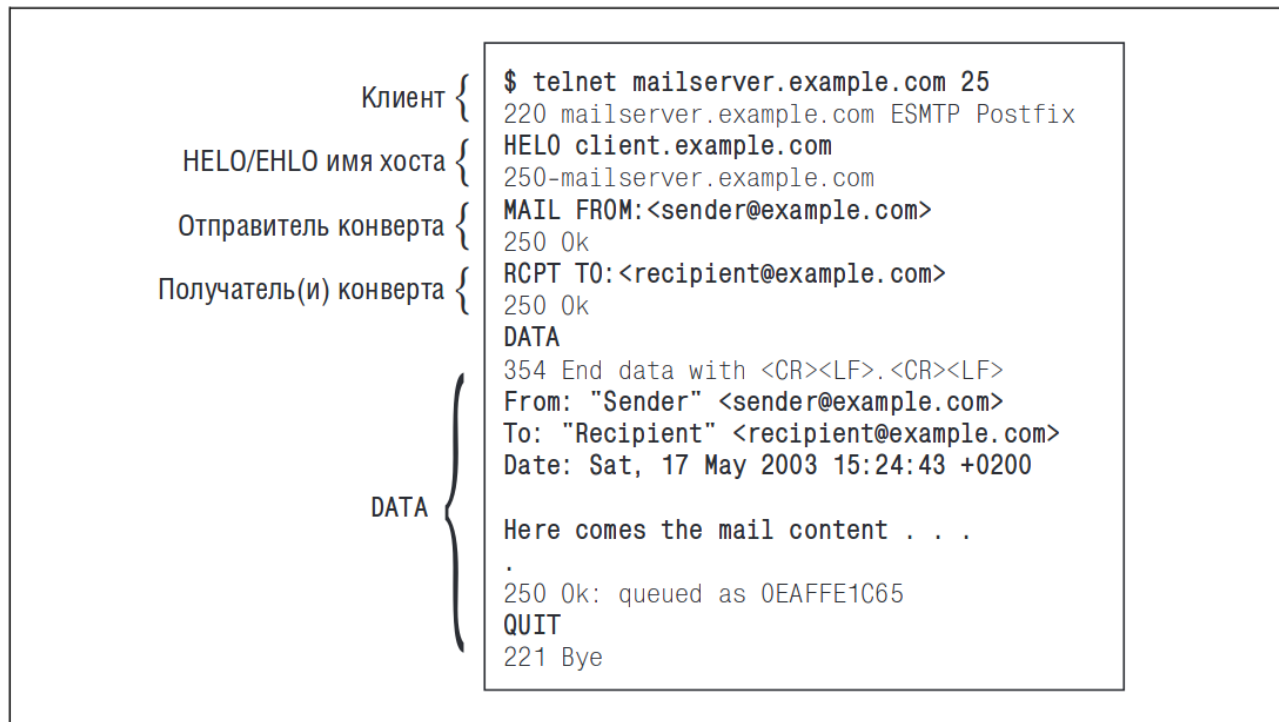 Клиент {
$ telnet mailserver.example.com 25
220 mailserver.example.com ESMTP Postfix
HELO/EHLO имя хоста {
HELO client.example.com
250-mailserver.example.com
Отправитель конверта {
MAIL FROM:<sender@example.com>
250 Ok
Получатель(и) конверта {
RCPT TO:<recipient@example.com>
250 Ok
DATA {
DATA
354 End data with <CR><LF>.<CR><LF>
From: "Sender" <sender@example.com>
To: "Recipient" <recipient@example.com>
Date: Sat, 17 May 2003 15:24:43 +0200

Here comes the mail content . . .
.
250 Ok: queued as 0EAFFE1C65
QUIT
221 Bye